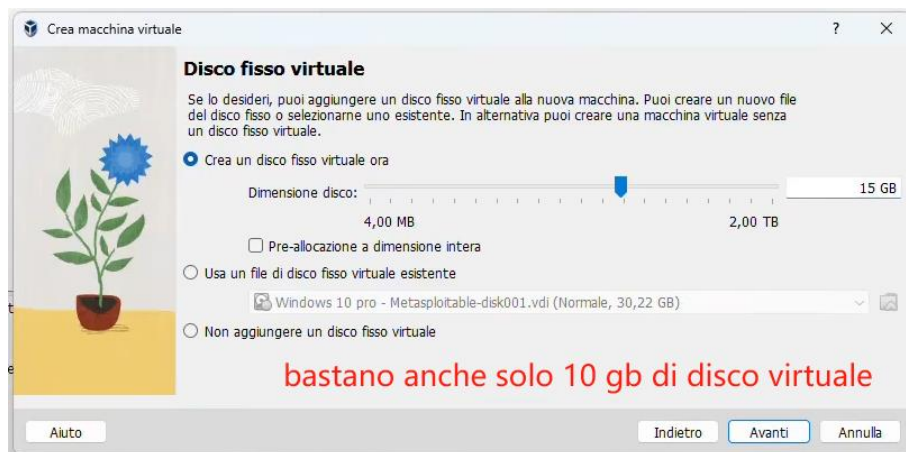 Crea macchina virtuale
Disco fisso virtuale
Se lo desideri, puoi aggiungere un disco fisso virtuale alla nuova macchina. Puoi creare un nuovo file
del disco fisso o selezionarne uno esistente. In alternativa puoi creare una macchina virtuale senza
un disco fisso virtuale.
Crea un disco fisso virtuale ora
Dimensione disco: 15 GB
4,00 MB 2,00 TB
Pre-allocazione a dimensione intera
Usa un file di disco fisso virtuale esistente
Windows 10 pro - Metasploitable-disk001.vdi (Normale, 30,22 GB)
Non aggiungere un disco fisso virtuale
bastano anche solo 10 gb di disco virtuale
Aiuto Indietro Avanti Annulla